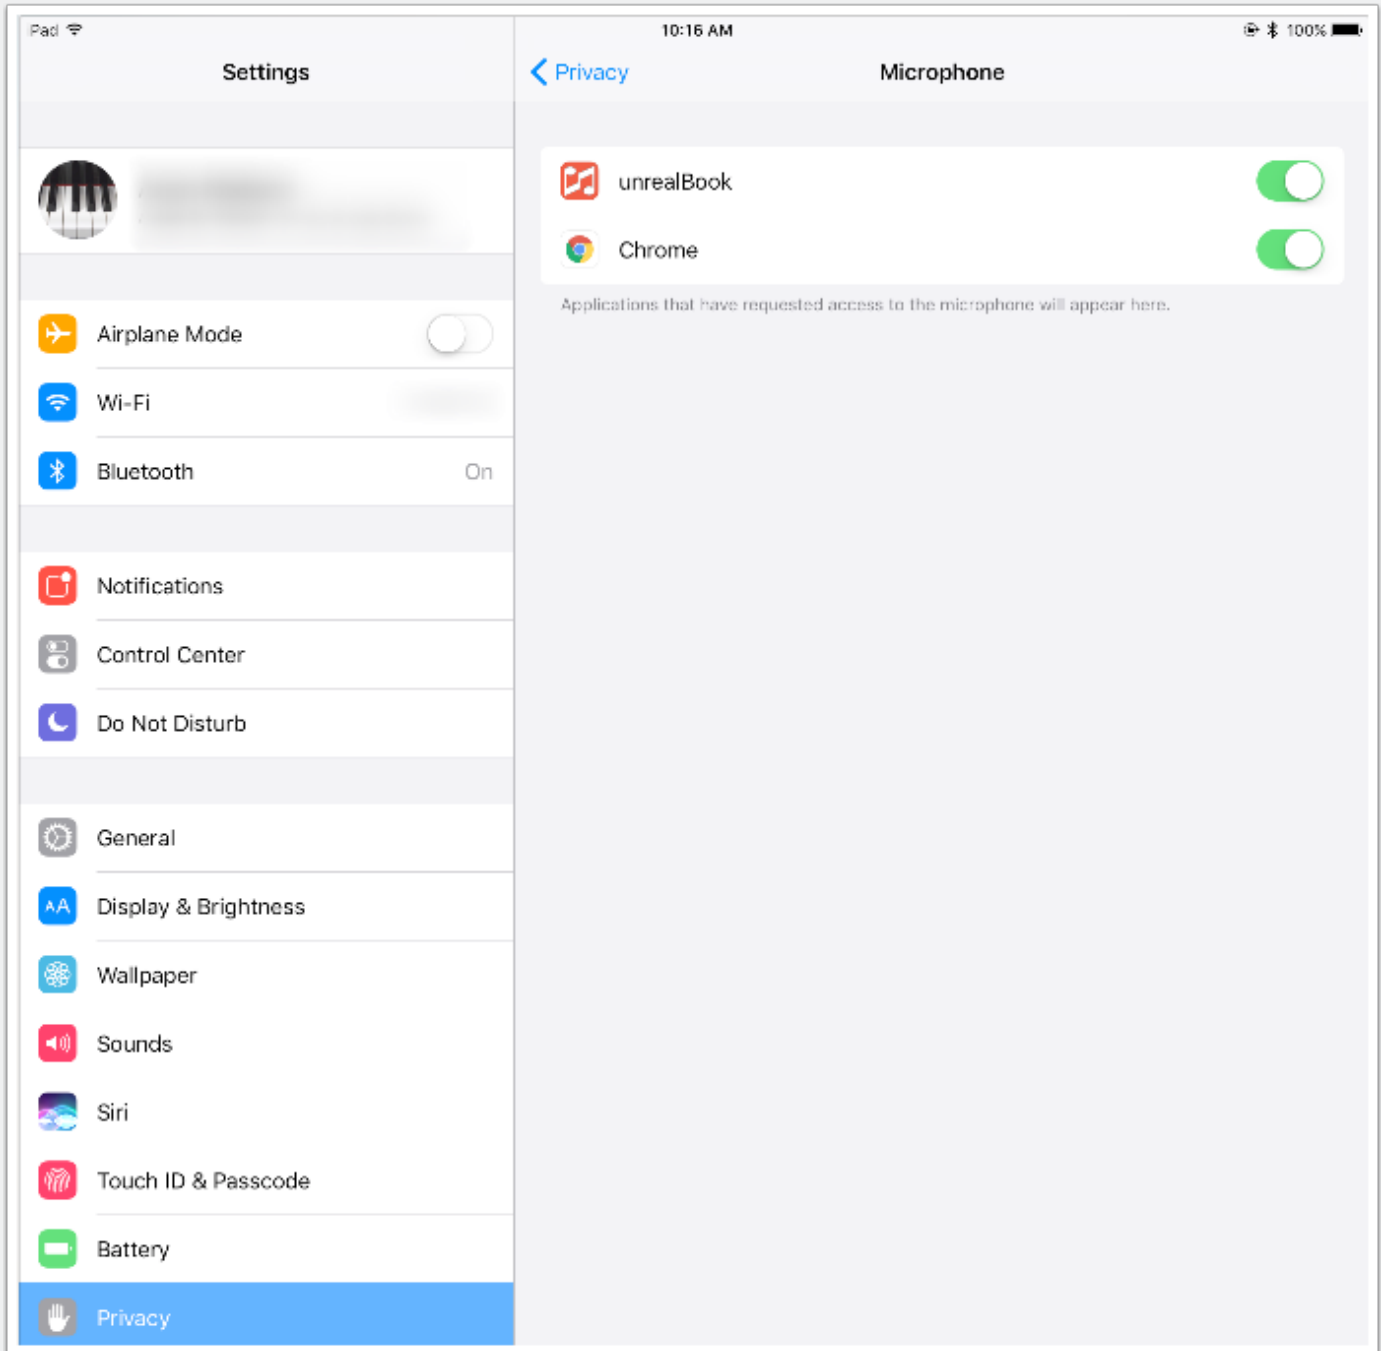 Pad
10:16 AM
100%
Settings
Privacy
Microphone
unrealBook
Chrome
Applications that have requested access to the microphone will appear here.
Airplane Mode
Wi-Fi
Bluetooth
On
Notifications
Control Center
Do Not Disturb
General
AA
Display & Brightness
Wallpaper
Sounds
Siri
Touch ID & Passcode
Battery
Privacy